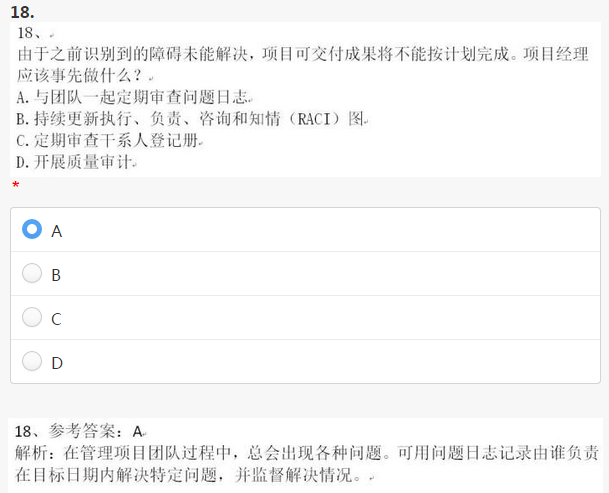 18.
18、
由于之前识别到的障碍未能解决，项目可交付成果将不能按计划完成。项目经理
应该事先做什么？
A.与团队一起定期审查问题日志
B.持续更新执行、负责、咨询和知情（RACI）图
C.定期审查干系人登记册
D.开展质量审计
*
A
B
C
D
18、参考答案：A
解析：在管理项目团队过程中，总会出现各种问题。可用问题日志记录由谁负责
在目标日期内解决特定问题，并监督解决情况。